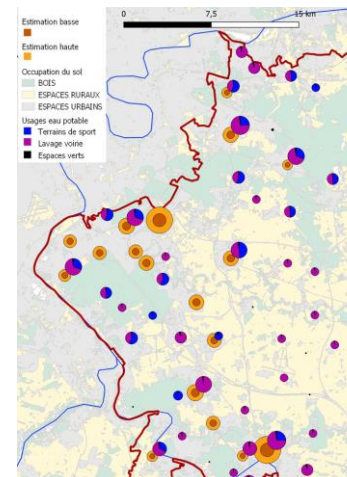 Estimation basse
0
7,5
15 km
Estimation haute
Occupation du sol
BOIS
ESPACES RURAUX
ESPACES URBAINS
Usages eau potable
Terrains de sport
Lavage voirie
Espaces verts